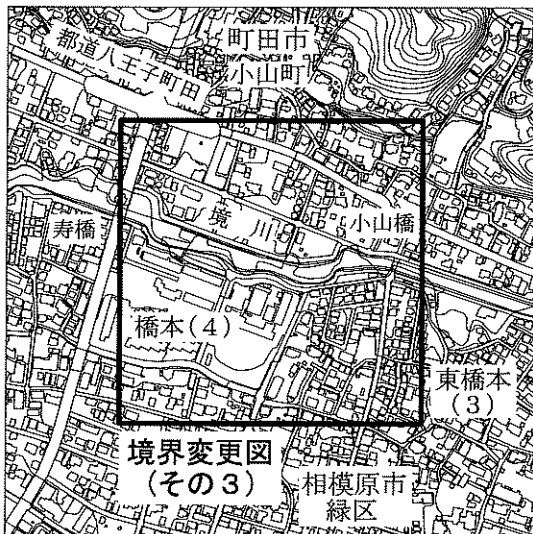 都道八王子町田
町田市
小山町
境川
寿橋
小山橋
橋本(4)
東橋本
(3)
境界変更図
(その3)
相模原市
緑区